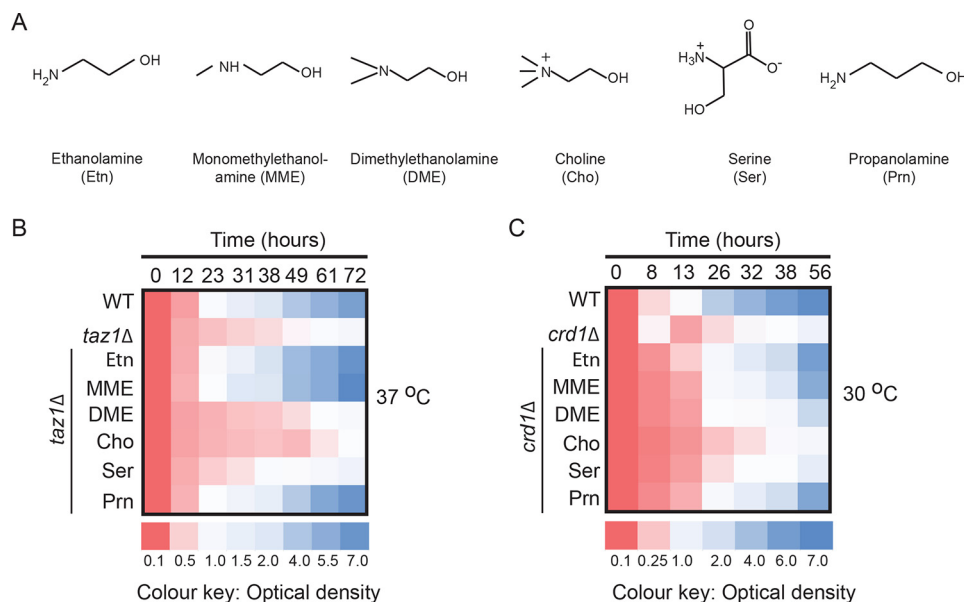 A
H₂N OH
NH OH
N OH
N + OH
H₃N + O O⁻ HO
H₂N OH
Ethanolamine
(Etn)
Monomethylethanol-
amine (MME)
Dimethylethanolamine
(DME)
Choline
(Cho)
Serine
(Ser)
Propanolamine
(Prn)
B
Time (hours)
0 12 23 31 38 49 61 72
WT
taz1Δ
Etn
MME
DME
Cho
Ser
Prn
taz1Δ
37 ᴼC
0.1 0.5 1.0 1.5 2.0 4.0 5.5 7.0
Colour key: Optical density
C
Time (hours)
0 8 13 26 32 38 56
WT
crd1Δ
Etn
MME
DME
Cho
Ser
Prn
crd1Δ
30 ᴼC
0.1 0.25 1.0 2.0 4.0 6.0 7.0
Colour key: Optical density